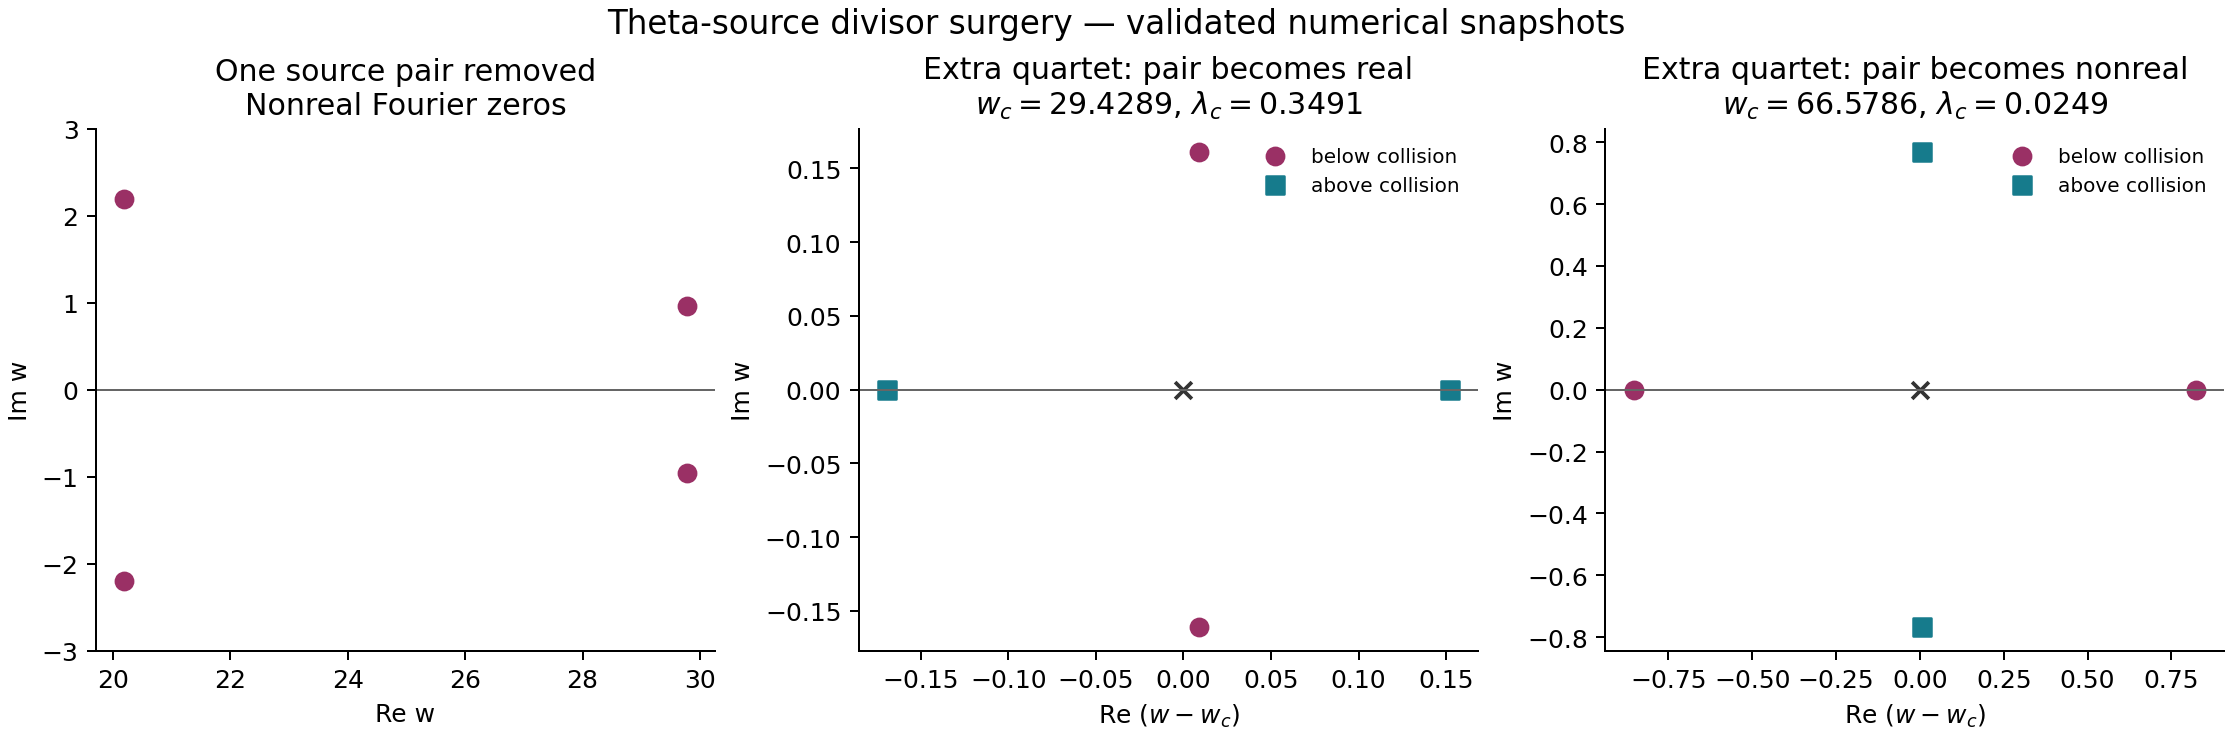 Theta-source divisor surgery — validated numerical snapshots
One source pair removed
Nonreal Fourier zeros
3
2
1
0
−1
−2
−3
Im w
20
22
24
26
28
30
Re w
Extra quartet: pair becomes real
w_c = 29.4289, λ_c = 0.3491
below collision
above collision
0.15
0.10
0.05
0.00
−0.05
−0.10
−0.15
Im w
−0.15 −0.10 −0.05 0.00 0.05 0.10 0.15
Re (w − w_c)
Extra quartet: pair becomes nonreal
w_c = 66.5786, λ_c = 0.0249
below collision
above collision
0.8
0.6
0.4
0.2
0.0
−0.2
−0.4
−0.6
−0.8
Im w
−0.75 −0.50 −0.25 0.00 0.25 0.50 0.75
Re (w − w_c)